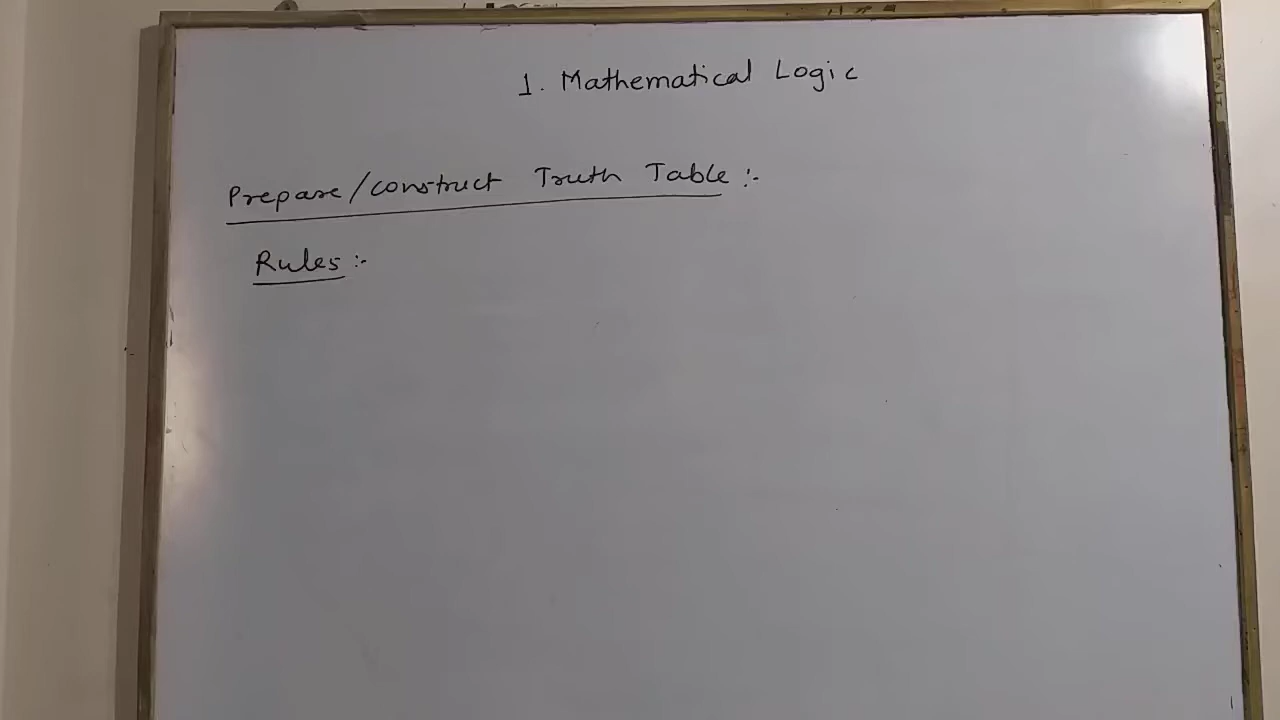 1. Mathematical Logic
Prepare/construct Truth Table :-
Rules :-